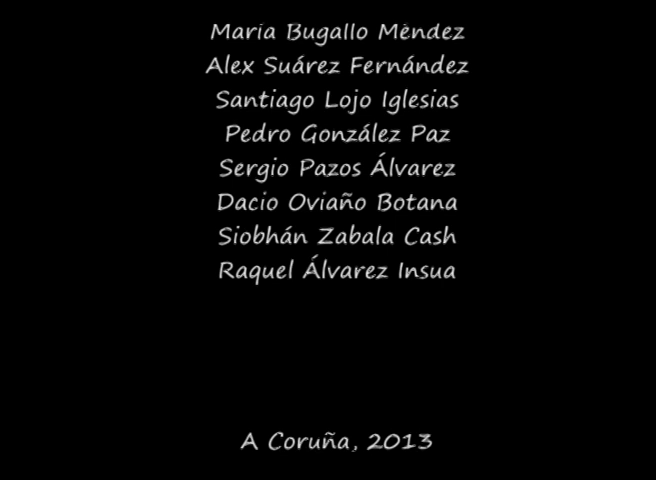 María Bugallo Méndez
Alex Suárez Fernández
Santiago Lojo Iglesias
Pedro González Paz
Sergio Pazos Álvarez
Dacio Oviaño Botana
Siobhán Zabala Cash
Raquel Álvarez Insua
A Coruña, 2013